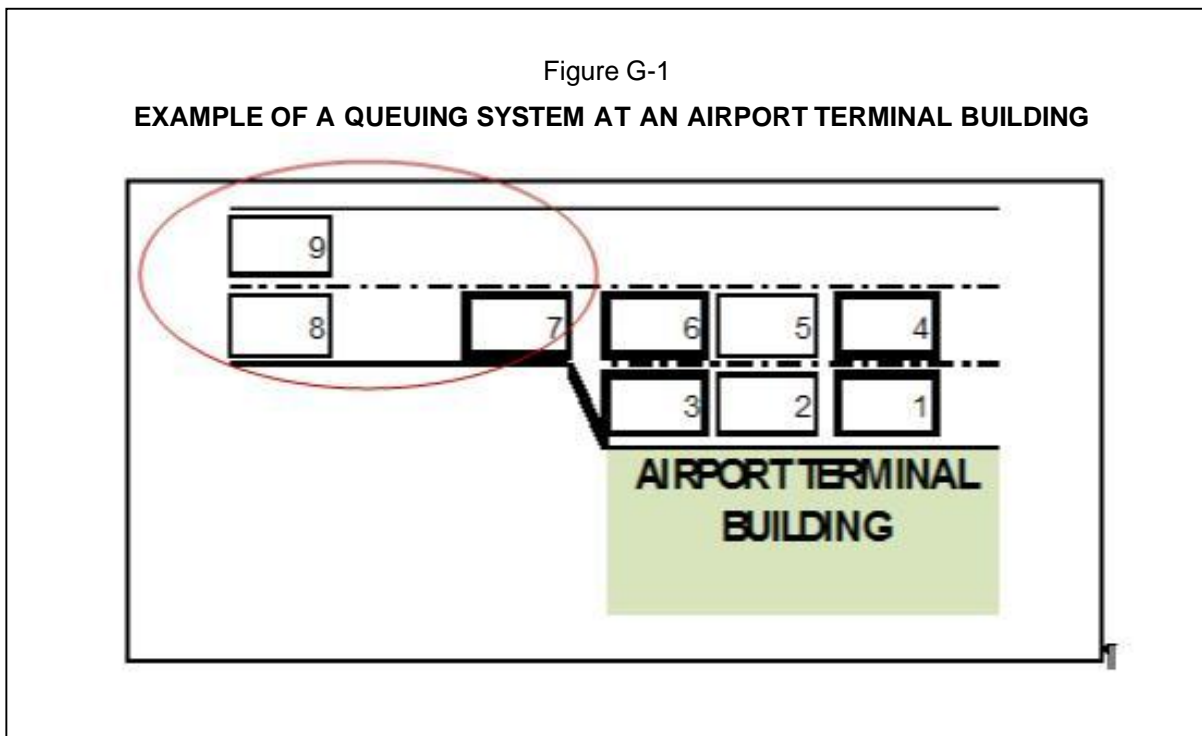 Figure G-1
EXAMPLE OF A QUEUING SYSTEM AT AN AIRPORT TERMINAL BUILDING
9
8 7 6 5 4
3 2 1
AIRPORT TERMINAL
BUILDING
¶